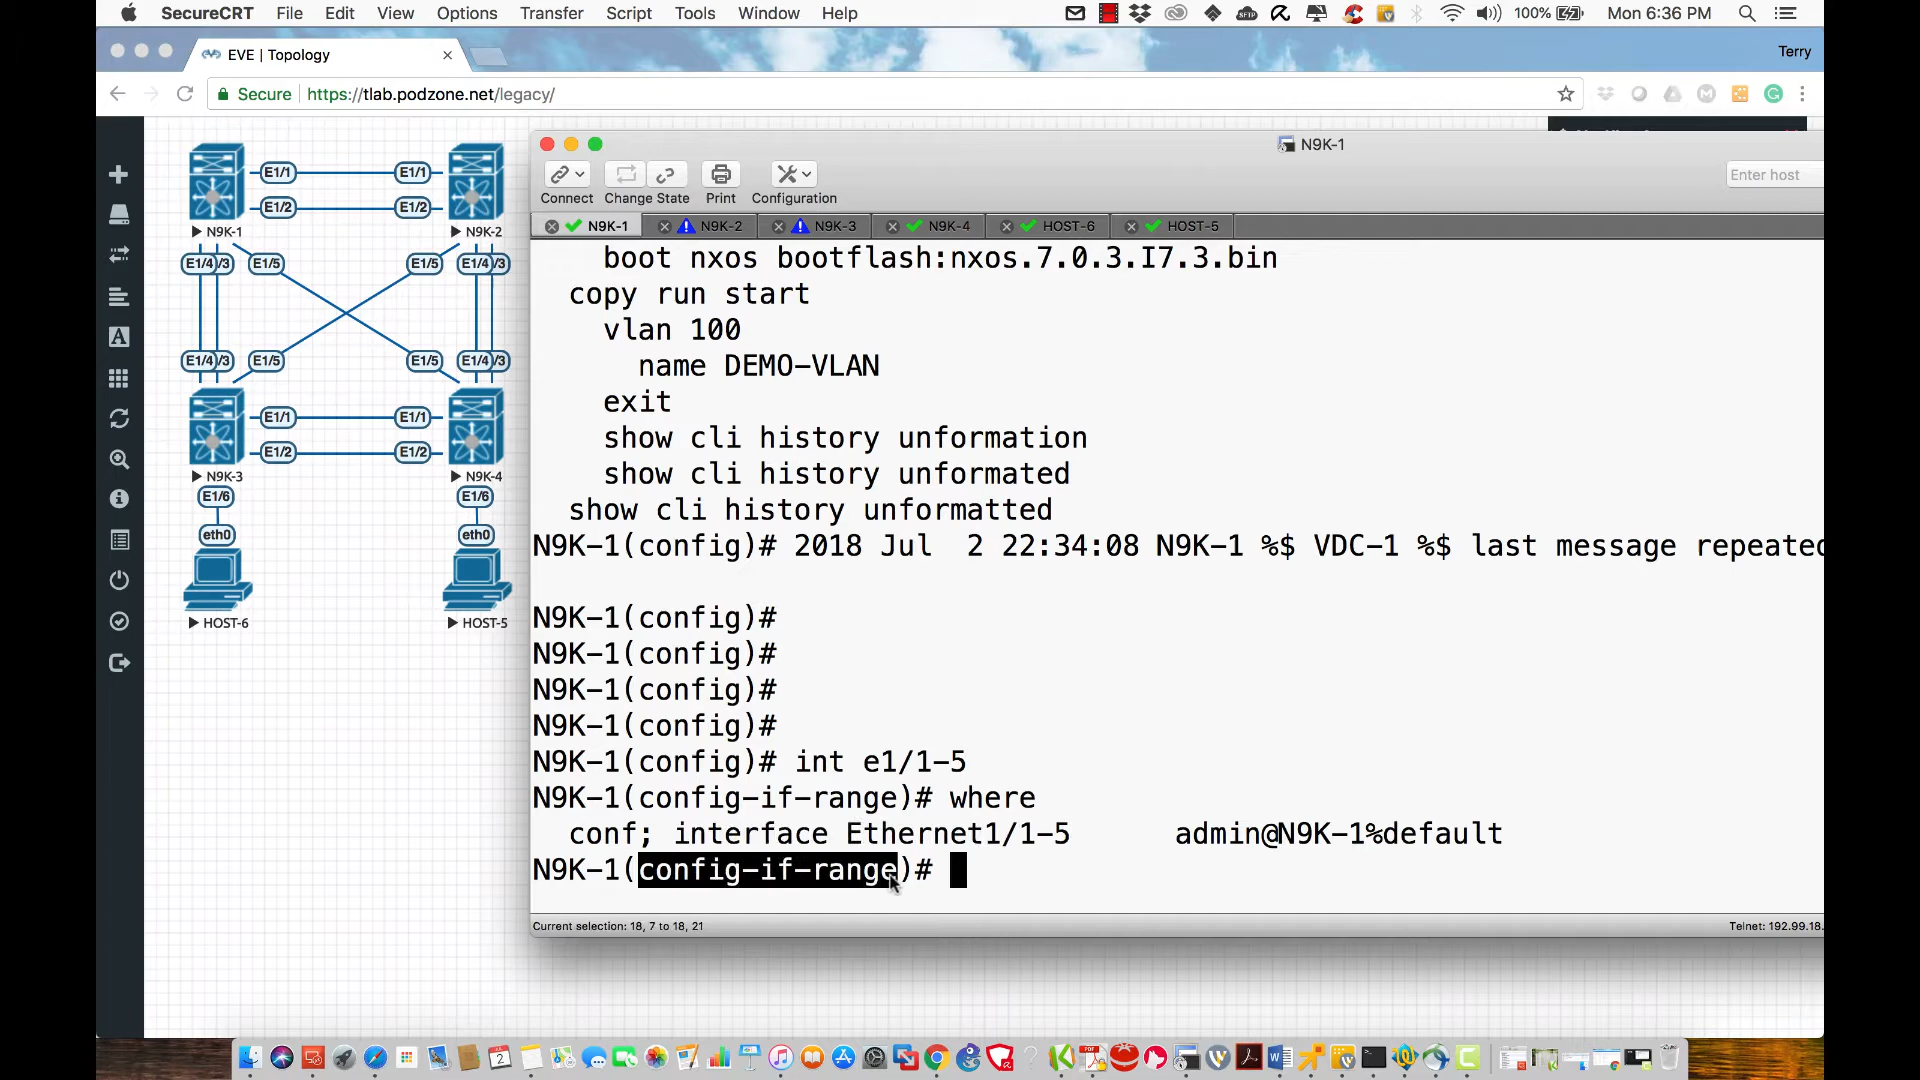 SecureCRT File Edit View Options Transfer Script Tools Window Help 100% Mon 6:36 PM
EVE | Topology
Terry
Secure https://tlab.podzone.net/legacy/
N9K-1
Connect Change State Print Configuration
Enter host
N9K-1 N9K-2 N9K-3 N9K-4 HOST-6 HOST-5
boot nxos bootflash:nxos.7.0.3.I7.3.bin
copy run start
vlan 100
name DEMO-VLAN
exit
show cli history unformation
show cli history unformated
show cli history unformatted
N9K-1(config)# 2018 Jul  2 22:34:08 N9K-1 %$ VDC-1 %$ last message repeated
N9K-1(config)#
N9K-1(config)#
N9K-1(config)#
N9K-1(config)#
N9K-1(config)# int e1/1-5
N9K-1(config-if-range)# where
conf; interface Ethernet1/1-5      admin@N9K-1%default
N9K-1(config-if-range)#
Current selection: 18, 7 to 18, 21
Telnet: 192.99.18.
E1/1 E1/1
E1/2 E1/2
N9K-1 N9K-2
E1/4 /3 E1/5 E1/5 E1/4 /3
E1/4 /3 E1/5 E1/5 E1/4 /3
E1/1 E1/1
E1/2 E1/2
N9K-3 N9K-4
E1/6 E1/6
eth0 eth0
HOST-6 HOST-5